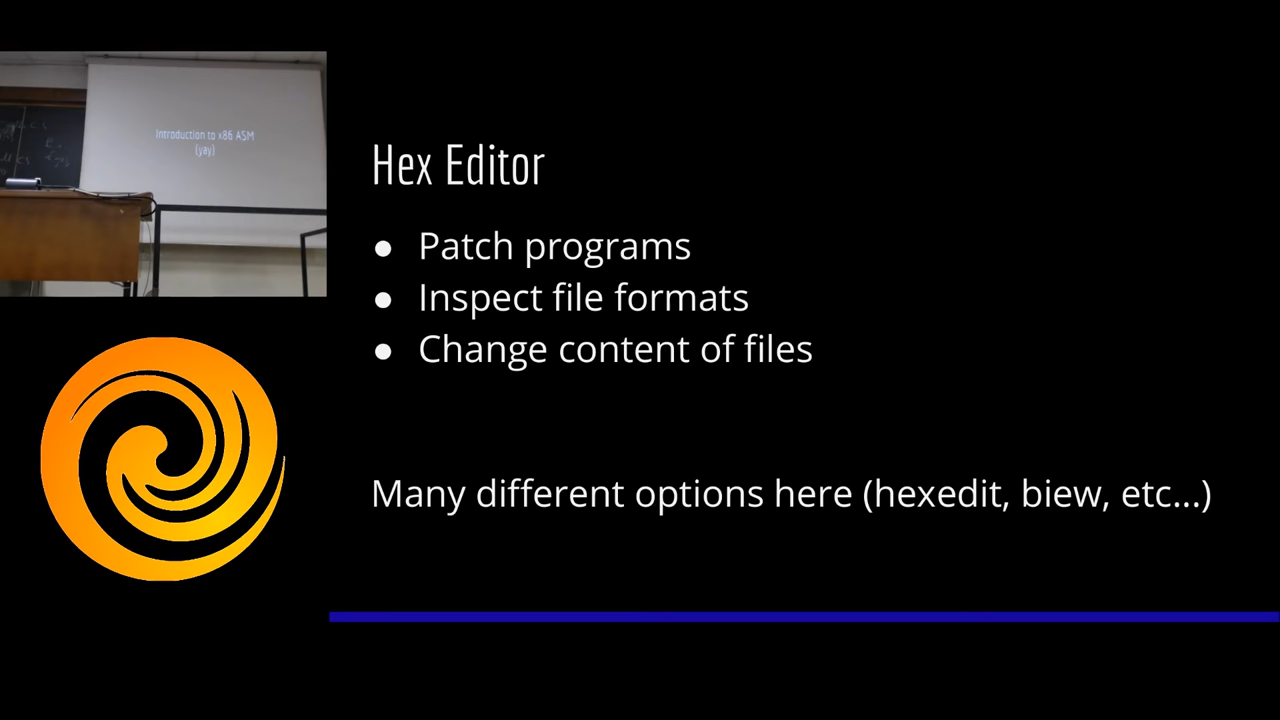 Introduction to x86 ASM
(yay)
Hex Editor
● Patch programs
● Inspect file formats
● Change content of files
Many different options here (hexedit, biew, etc...)